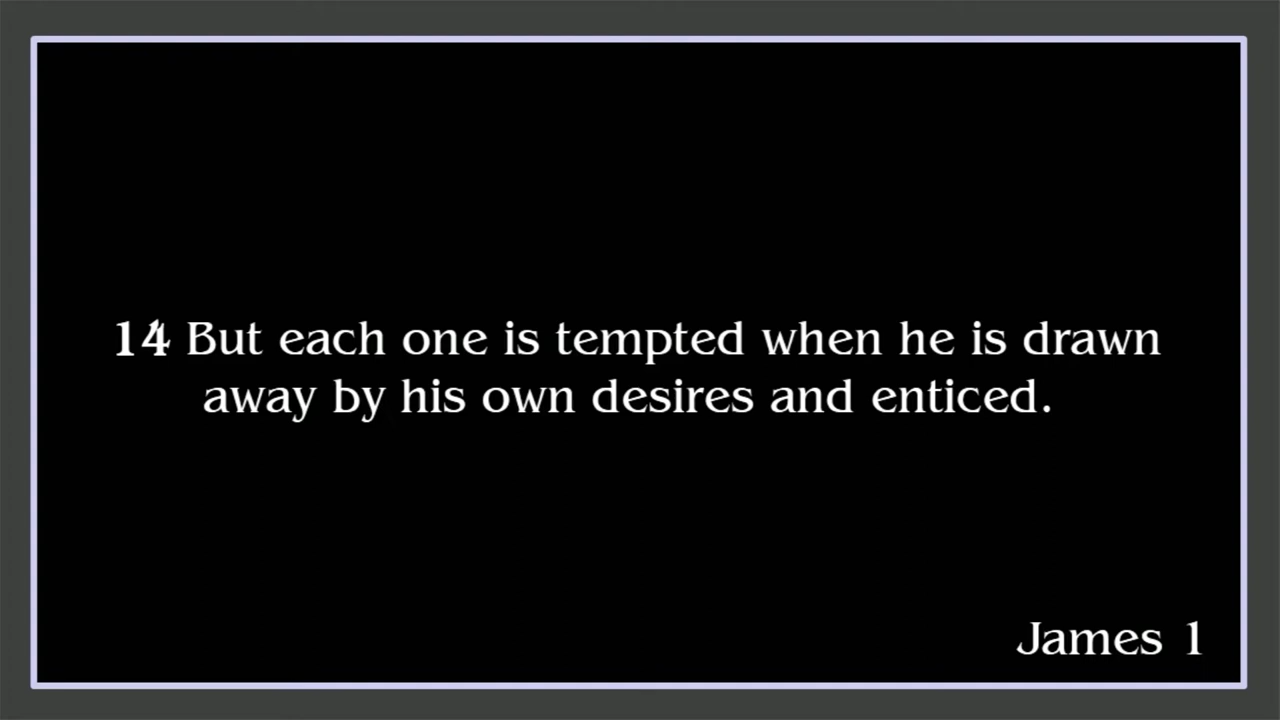 14 But each one is tempted when he is drawn
away by his own desires and enticed.
James 1